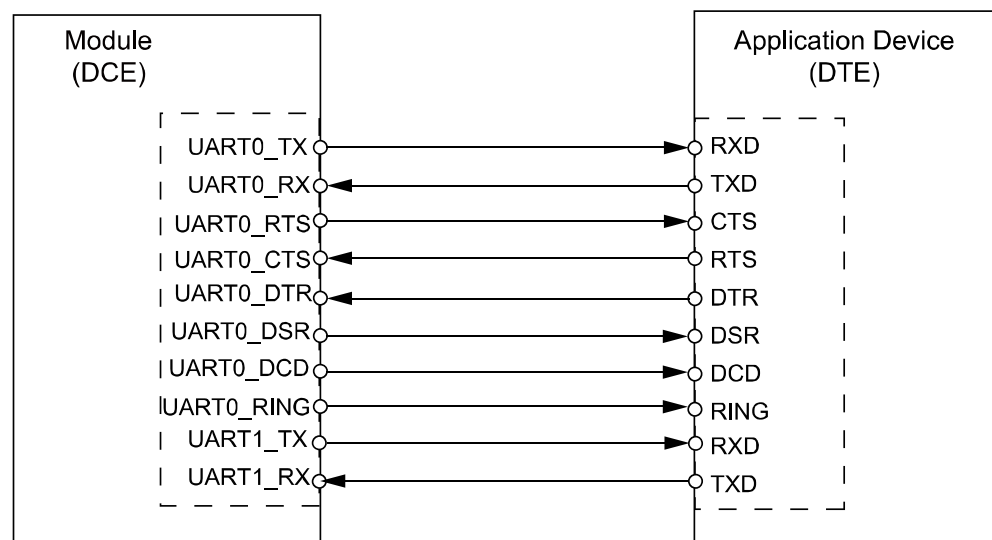 Module
(DCE)
Application Device
(DTE)
UART0_TX
RXD
UART0_RX
TXD
UART0_RTS
CTS
UART0_CTS
RTS
UART0_DTR
DTR
UART0_DSR
DSR
UART0_DCD
DCD
UART0_RING
RING
UART1_TX
RXD
UART1_RX
TXD